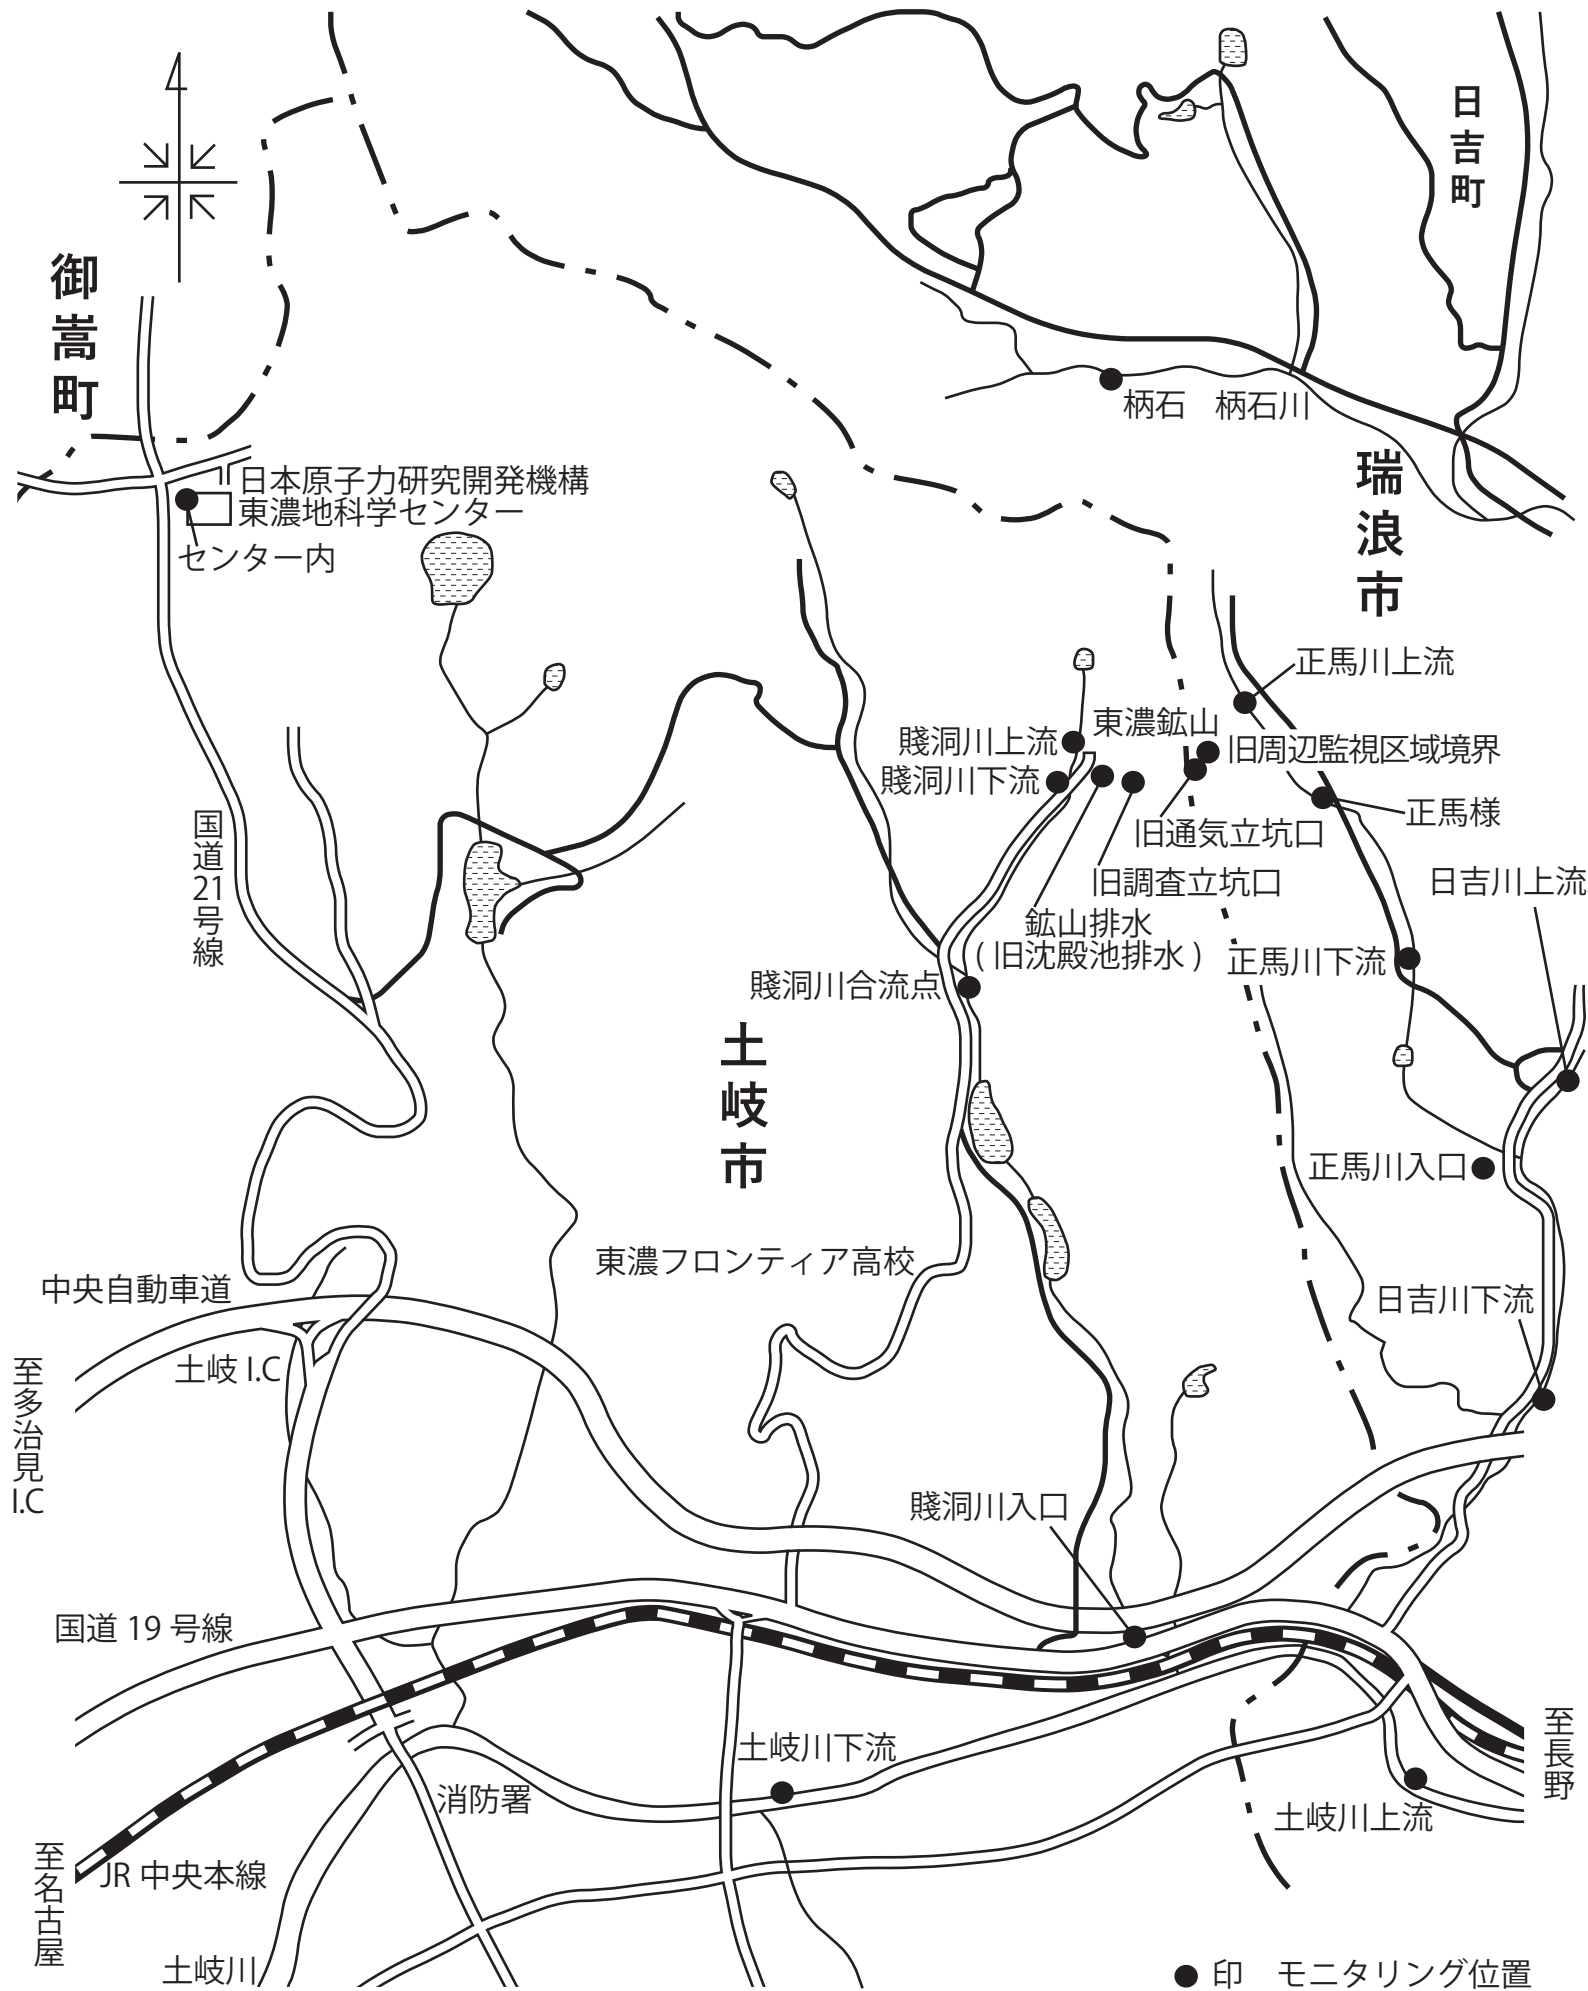 日吉町
御嵩町
柄石
柄石川
瑞浪市
日本原子力研究開発機構
東濃地科学センター
センター内
正馬川上流
東濃鉱山
賤洞川上流
旧周辺監視区域境界
賤洞川下流
正馬様
国道21号線
旧通気立坑口
旧調査立坑口
日吉川上流
鉱山排水
(旧沈殿池排水)
正馬川下流
賤洞川合流点
土岐市
正馬川入口
東濃フロンティア高校
中央自動車道
日吉川下流
土岐I.C
至多治見I.C
賤洞川入口
国道19号線
土岐川下流
至長野
消防署
土岐川上流
至名古屋
JR中央本線
土岐川
●印　モニタリング位置